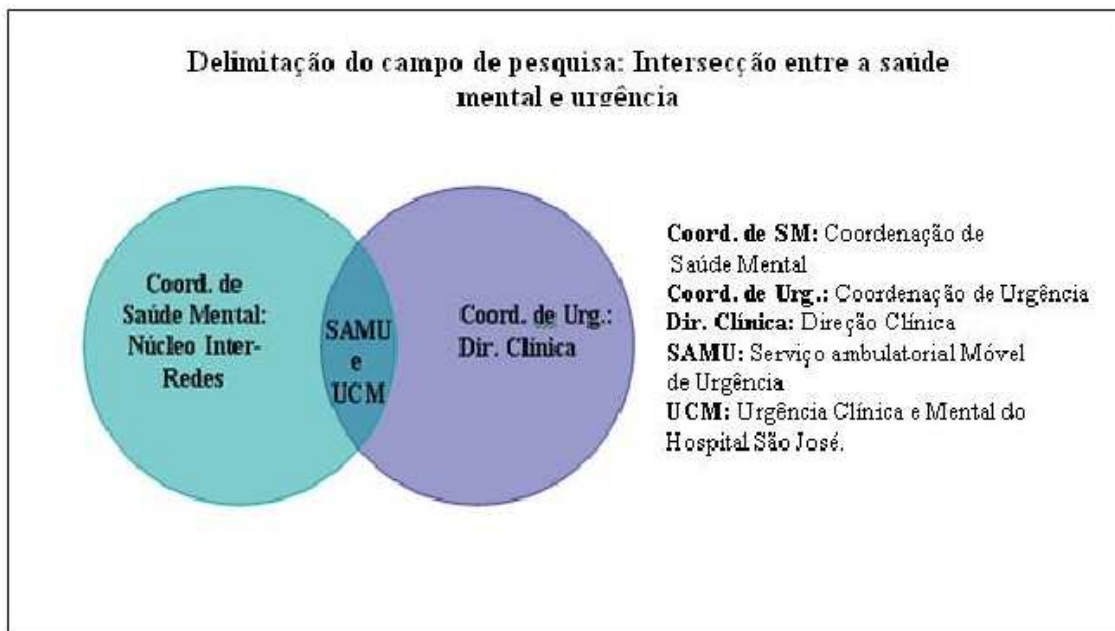 Delimitação do campo de pesquisa: Intersecção entre a saúde
mental e urgência
Coord. de
Saúde Mental:
Núcleo Inter-
Redes
SAMU
e
UCM
Coord. de Urg.:
Dir. Clínica
Coord. de SM: Coordenação de
Saúde Mental
Coord. de Urg.: Coordenação de Urgência
Dir. Clínica: Direção Clínica
SAMU: Serviço ambulatorial Móvel
de Urgência
UCM: Urgência Clínica e Mental do
Hospital São José.